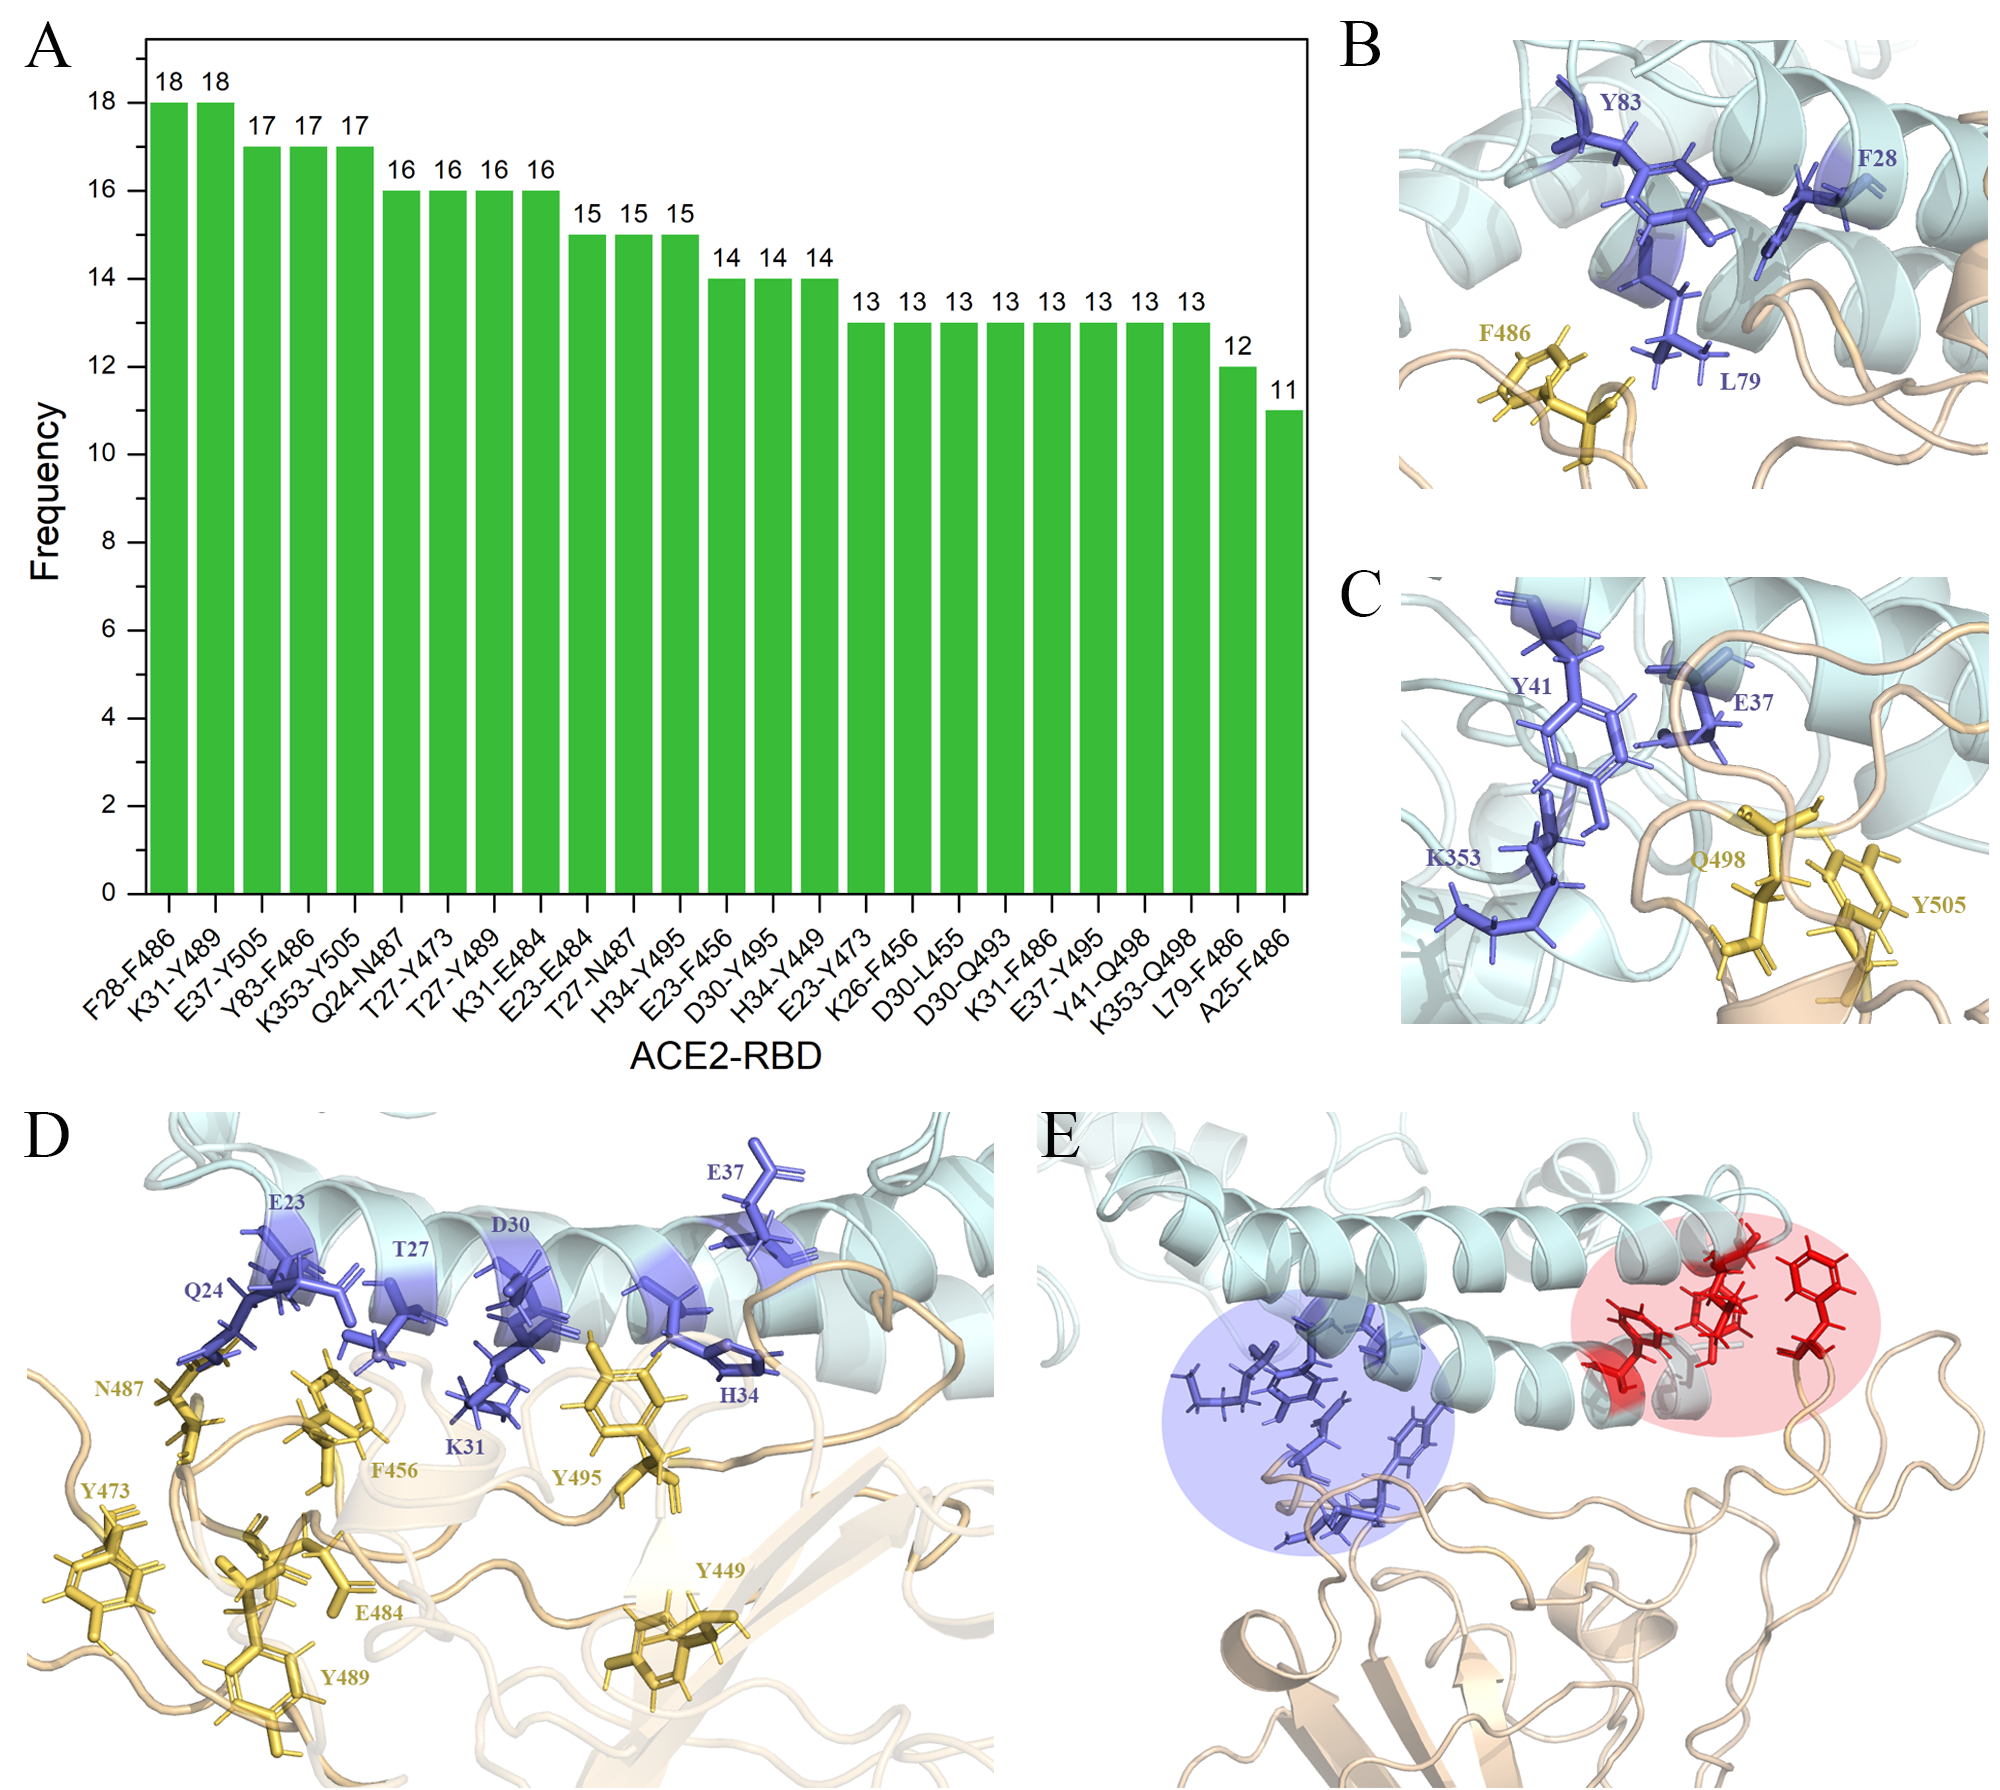 A
Frequency
18
16
14
12
10
8
6
4
2
0
18 18 17 17 17 16 16 16 16 15 15 15 14 14 14 13 13 13 13 13 13 13 13 12 11
F28-F486
K31-Y489
E37-Y505
Y83-F486
K353-Y505
Q24-N487
T27-Y473
T27-Y489
K31-E484
E23-E484
T27-N487
H34-Y495
E23-F456
D30-Y495
H34-Y449
E23-Y473
K26-F456
D30-L455
D30-Q493
K31-F486
E37-Y495
Y41-Q498
K353-Q498
L79-F486
A25-F486
ACE2-RBD
B
Y83
F28
F486
L79
C
Y41
E37
K353
Q498
Y505
D
E37
E23
D30
T27
Q24
N487
H34
K31
F456
Y495
Y473
Y449
E484
Y489
E